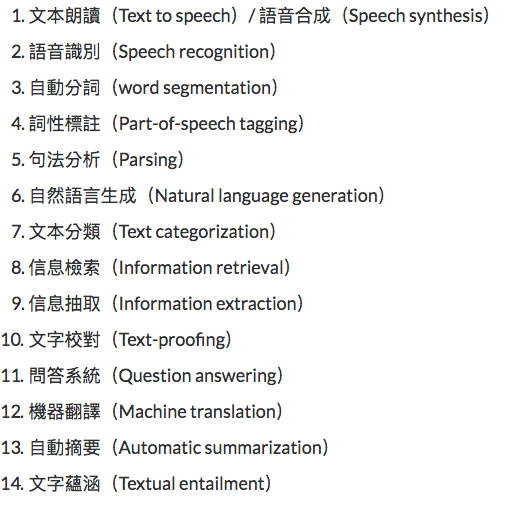 1. 文本朗讀（Text to speech）/ 語音合成（Speech synthesis）
2. 語音識別（Speech recognition）
3. 自動分詞（word segmentation）
4. 詞性標註（Part-of-speech tagging）
5. 句法分析（Parsing）
6. 自然語言生成（Natural language generation）
7. 文本分類（Text categorization）
8. 信息檢索（Information retrieval）
9. 信息抽取（Information extraction）
10. 文字校對（Text-proofing）
11. 問答系統（Question answering）
12. 機器翻譯（Machine translation）
13. 自動摘要（Automatic summarization）
14. 文字蘊涵（Textual entailment）